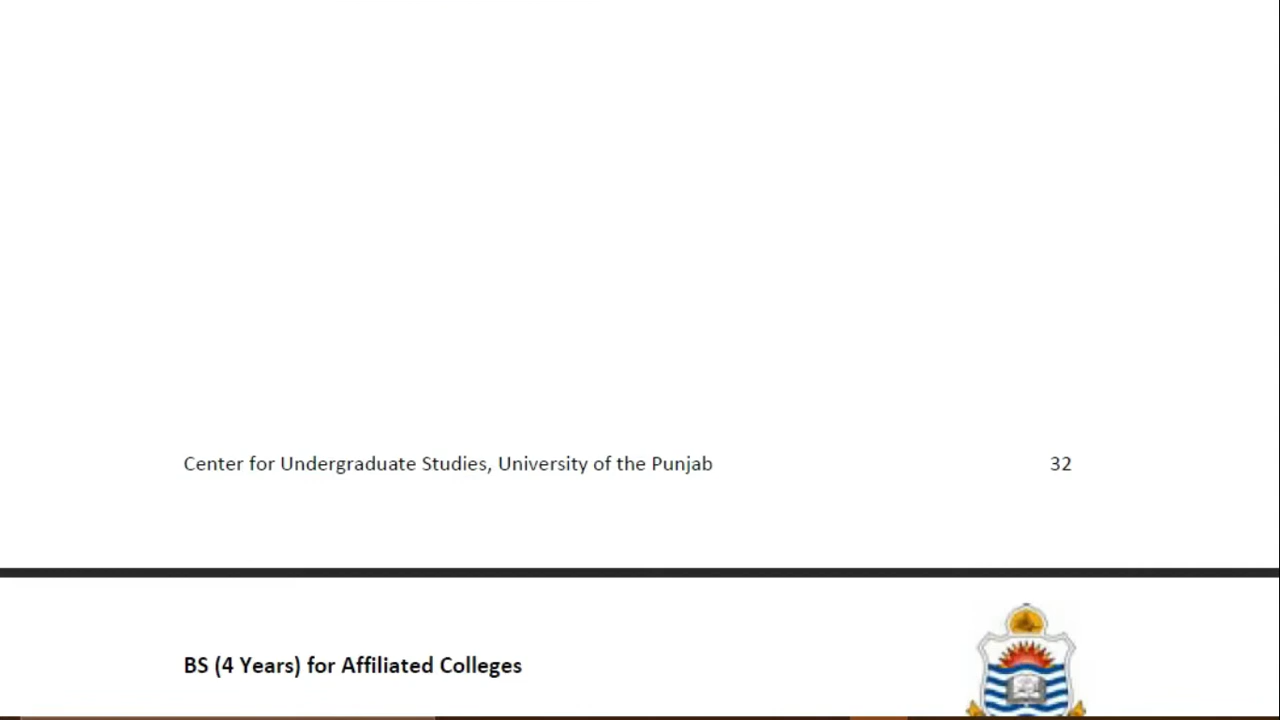 Center for Undergraduate Studies, University of the Punjab 32
BS (4 Years) for Affiliated Colleges